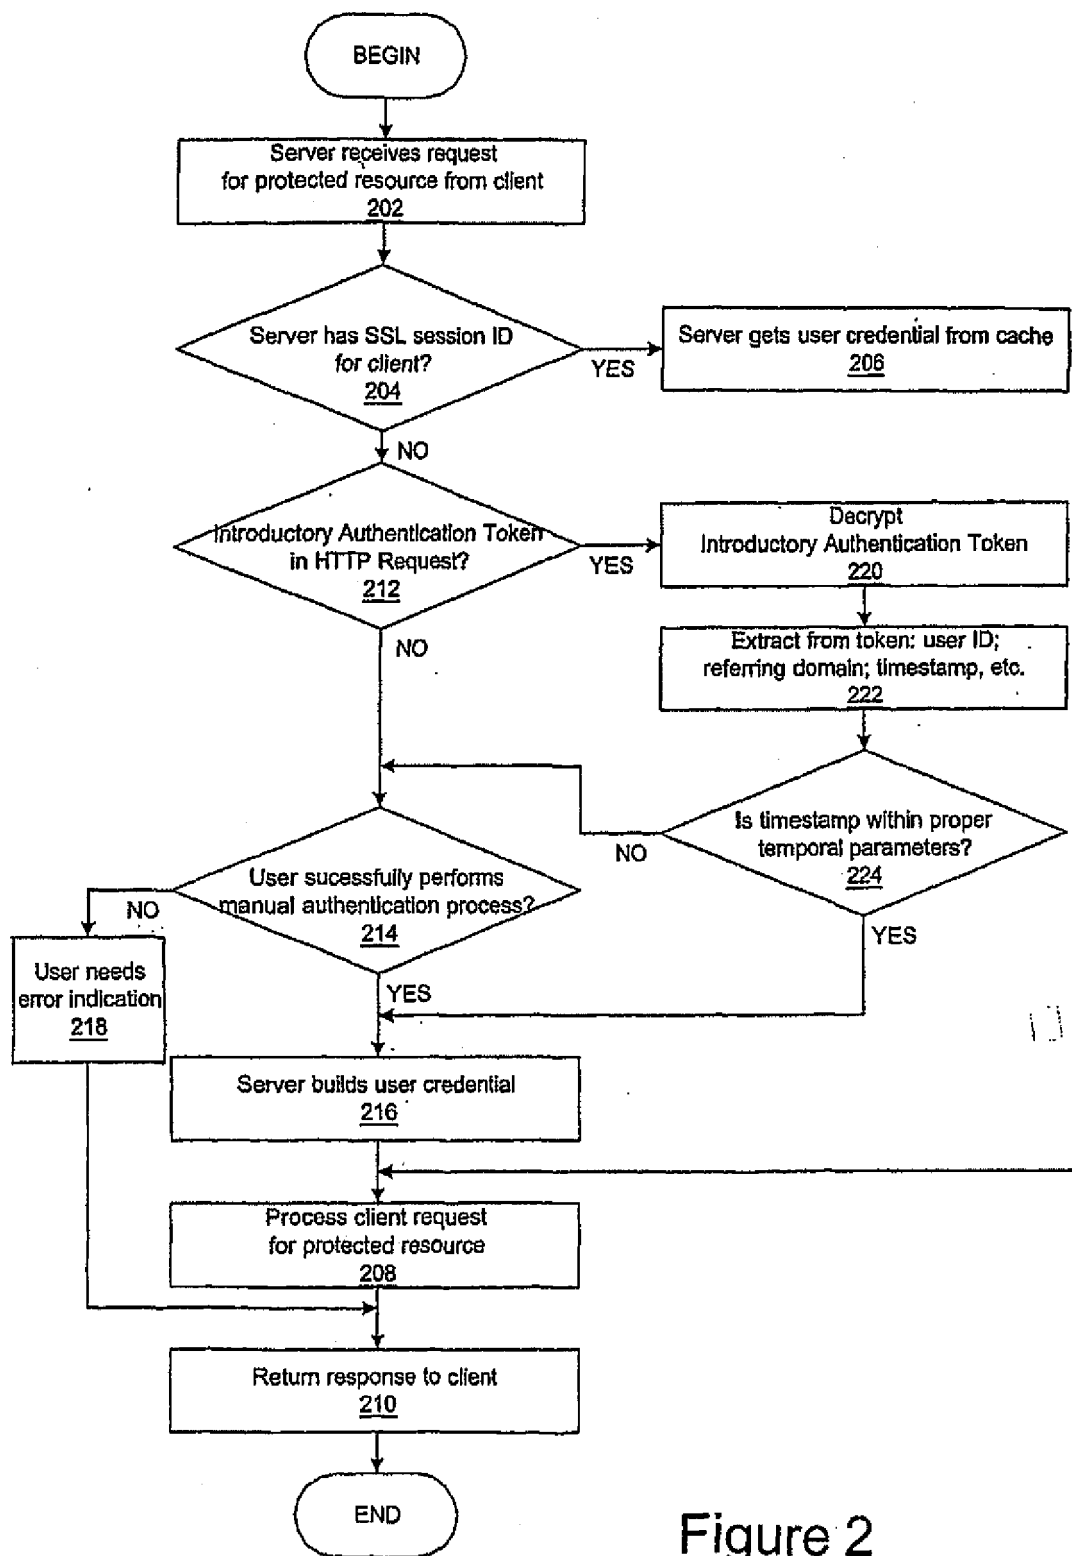 BEGIN
Server receives request
for protected resource from client
202
Server has SSL session ID
for client?
204
YES
Server gets user credential from cache
206
NO
Introductory Authentication Token
in HTTP Request?
212
YES
Decrypt
Introductory Authentication Token
220
NO
Extract from token: user ID;
referring domain; timestamp, etc.
222
Is timestamp within proper
temporal parameters?
224
NO
YES
User sucessfully performs
manual authentication process?
214
NO
YES
User needs
error indication
218
Server builds user credential
216
Process client request
for protected resource
208
Return response to client
210
END
Figure 2